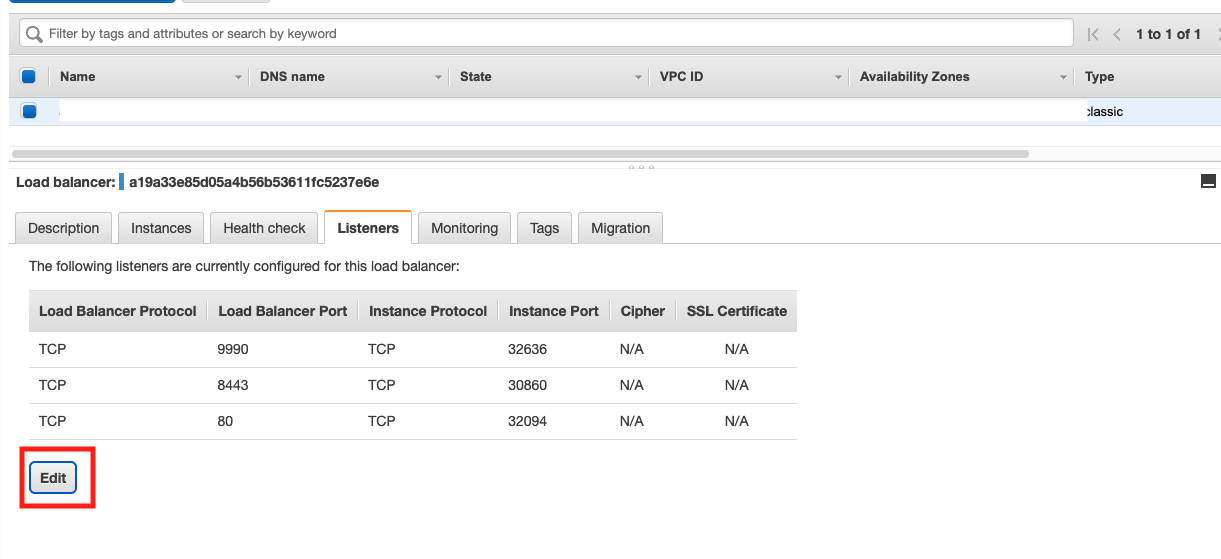 Filter by tags and attributes or search by keyword
1 to 1 of 1
Name DNS name State VPC ID Availability Zones Type
classic
Load balancer: a19a33e85d05a4b56b53611fc5237e6e
Description Instances Health check Listeners Monitoring Tags Migration
The following listeners are currently configured for this load balancer:
Load Balancer Protocol Load Balancer Port Instance Protocol Instance Port Cipher SSL Certificate
TCP 9990 TCP 32636 N/A N/A
TCP 8443 TCP 30860 N/A N/A
TCP 80 TCP 32094 N/A N/A
Edit